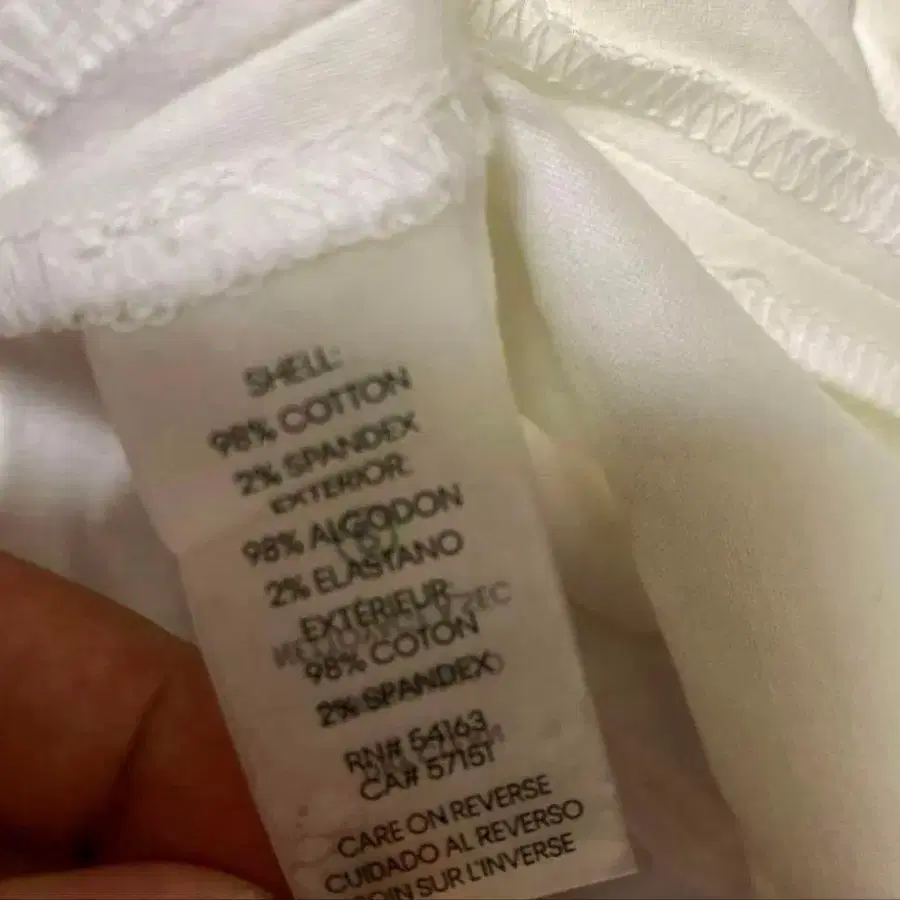 SHELL:
98% COTTON
2% SPANDEX
EXTERIOR:
98% ALGODON
2% ELASTANO
EXTÉRIEUR:
98% COTON
2% SPANDEX
RN# 54163
CA# 57151
CARE ON REVERSE
CUIDADO AL REVERSO
SOIN SUR L'INVERSE